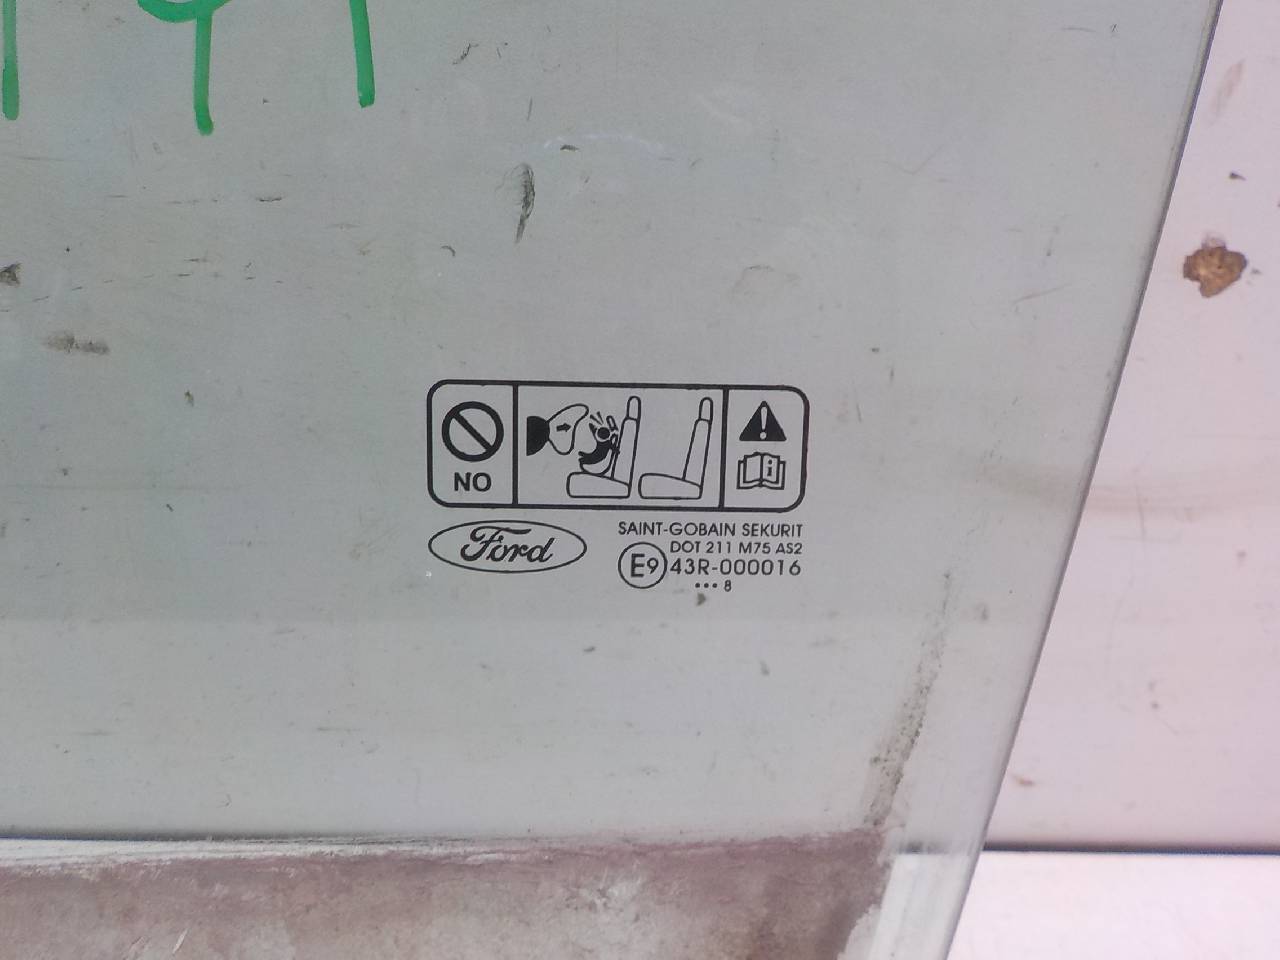 NO
Ford
SAINT-GOBAIN SEKURIT
DOT 211 M75 AS2
E9 43R-000016
••• 8